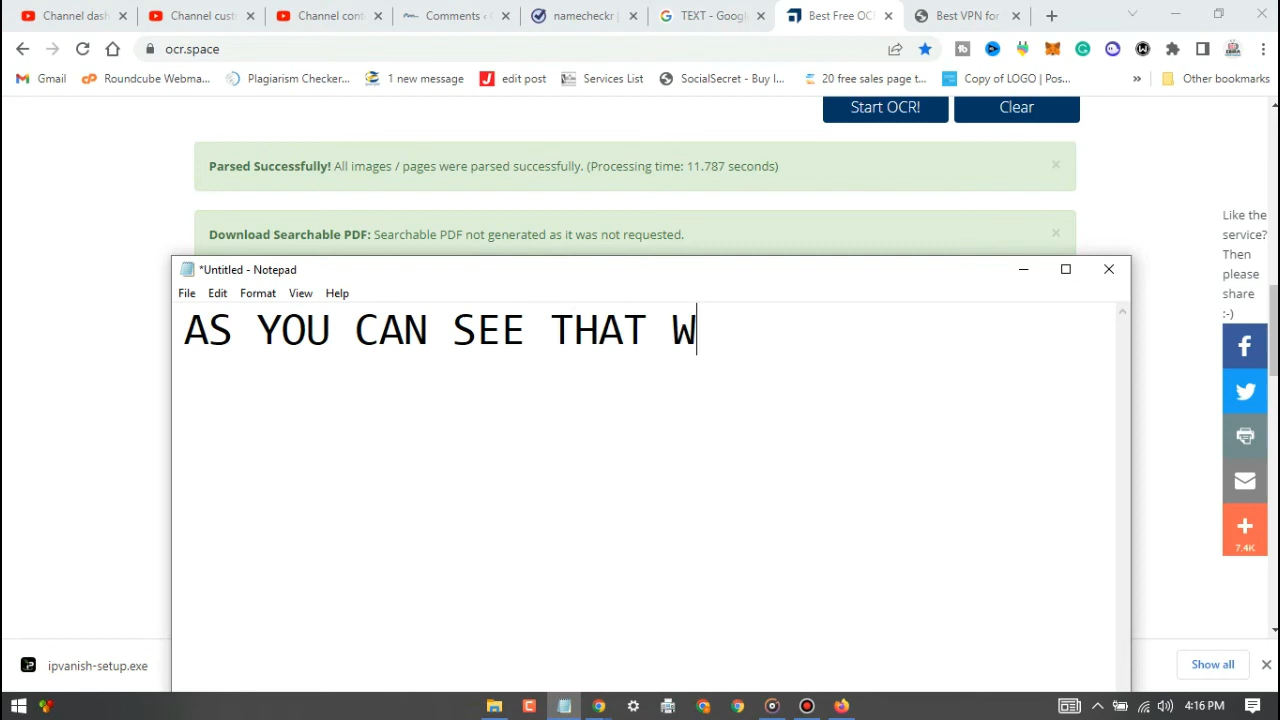 Channel dash
Channel cust
Channel com
Comments ‹
namecheckr
TEXT - Google
Best Free OCR
Best VPN for
ocr.space
Gmail
Roundcube Webma...
Plagiarism Checker...
1 new message
edit post
Services List
SocialSecret - Buy I...
20 free sales page t...
Copy of LOGO | Pos...
»
Other bookmarks
Start OCR!
Clear
Parsed Successfully! All images / pages were parsed successfully. (Processing time: 11.787 seconds)
Download Searchable PDF: Searchable PDF not generated as it was not requested.
Like the
service?
Then
please
share
:-)
7.4K
*Untitled - Notepad
File Edit Format View Help
AS YOU CAN SEE THAT W
ipvanish-setup.exe
Show all
4:16 PM